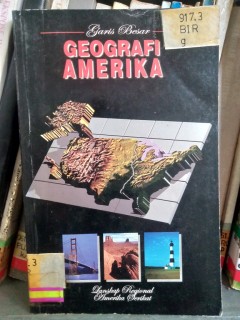 Garis Besar
GEOGRAFI
AMERIKA
917.3
BIR
g
.3
Lanskap Regional
Amerika Serikat